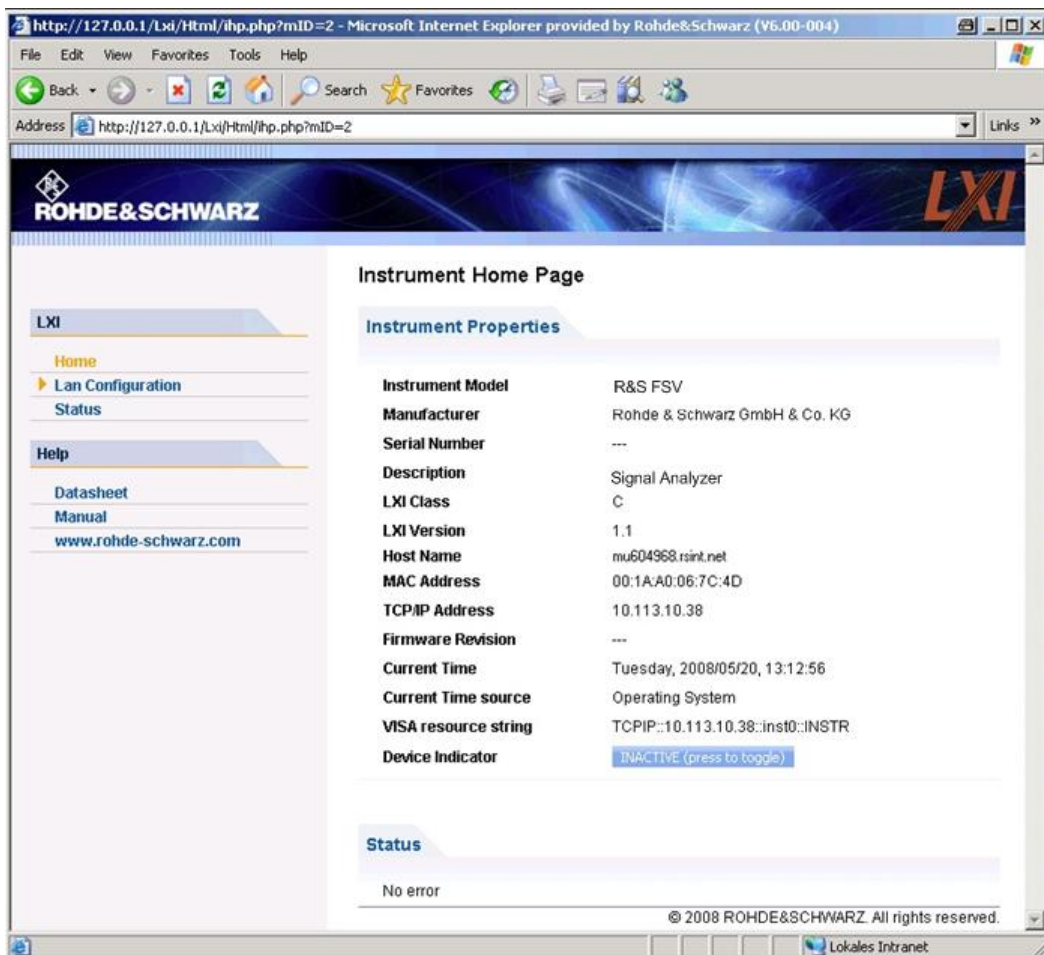 http://127.0.0.1/Lxi/Html/ihp.php?mID=2 - Microsoft Internet Explorer provided by Rohde&Schwarz (V6.00-004)
File Edit View Favorites Tools Help
Back Search Favorites
Address http://127.0.0.1/Lxi/Html/ihp.php?mID=2 Links »
R&S
ROHDE&SCHWARZ
LXI
Instrument Home Page
LXI
Home
Lan Configuration
Status
Help
Datasheet
Manual
www.rohde-schwarz.com
Instrument Properties
Instrument Model R&S FSV
Manufacturer Rohde & Schwarz GmbH & Co. KG
Serial Number ---
Description Signal Analyzer
LXI Class C
LXI Version 1.1
Host Name mu604968.rsint.net
MAC Address 00:1A:A0:06:7C:4D
TCP/IP Address 10.113.10.38
Firmware Revision ---
Current Time Tuesday, 2008/05/20, 13:12:56
Current Time source Operating System
VISA resource string TCPIP::10.113.10.38::inst0::INSTR
Device Indicator INACTIVE (press to toggle)
Status
No error
© 2008 ROHDE&SCHWARZ. All rights reserved.
Lokales Intranet